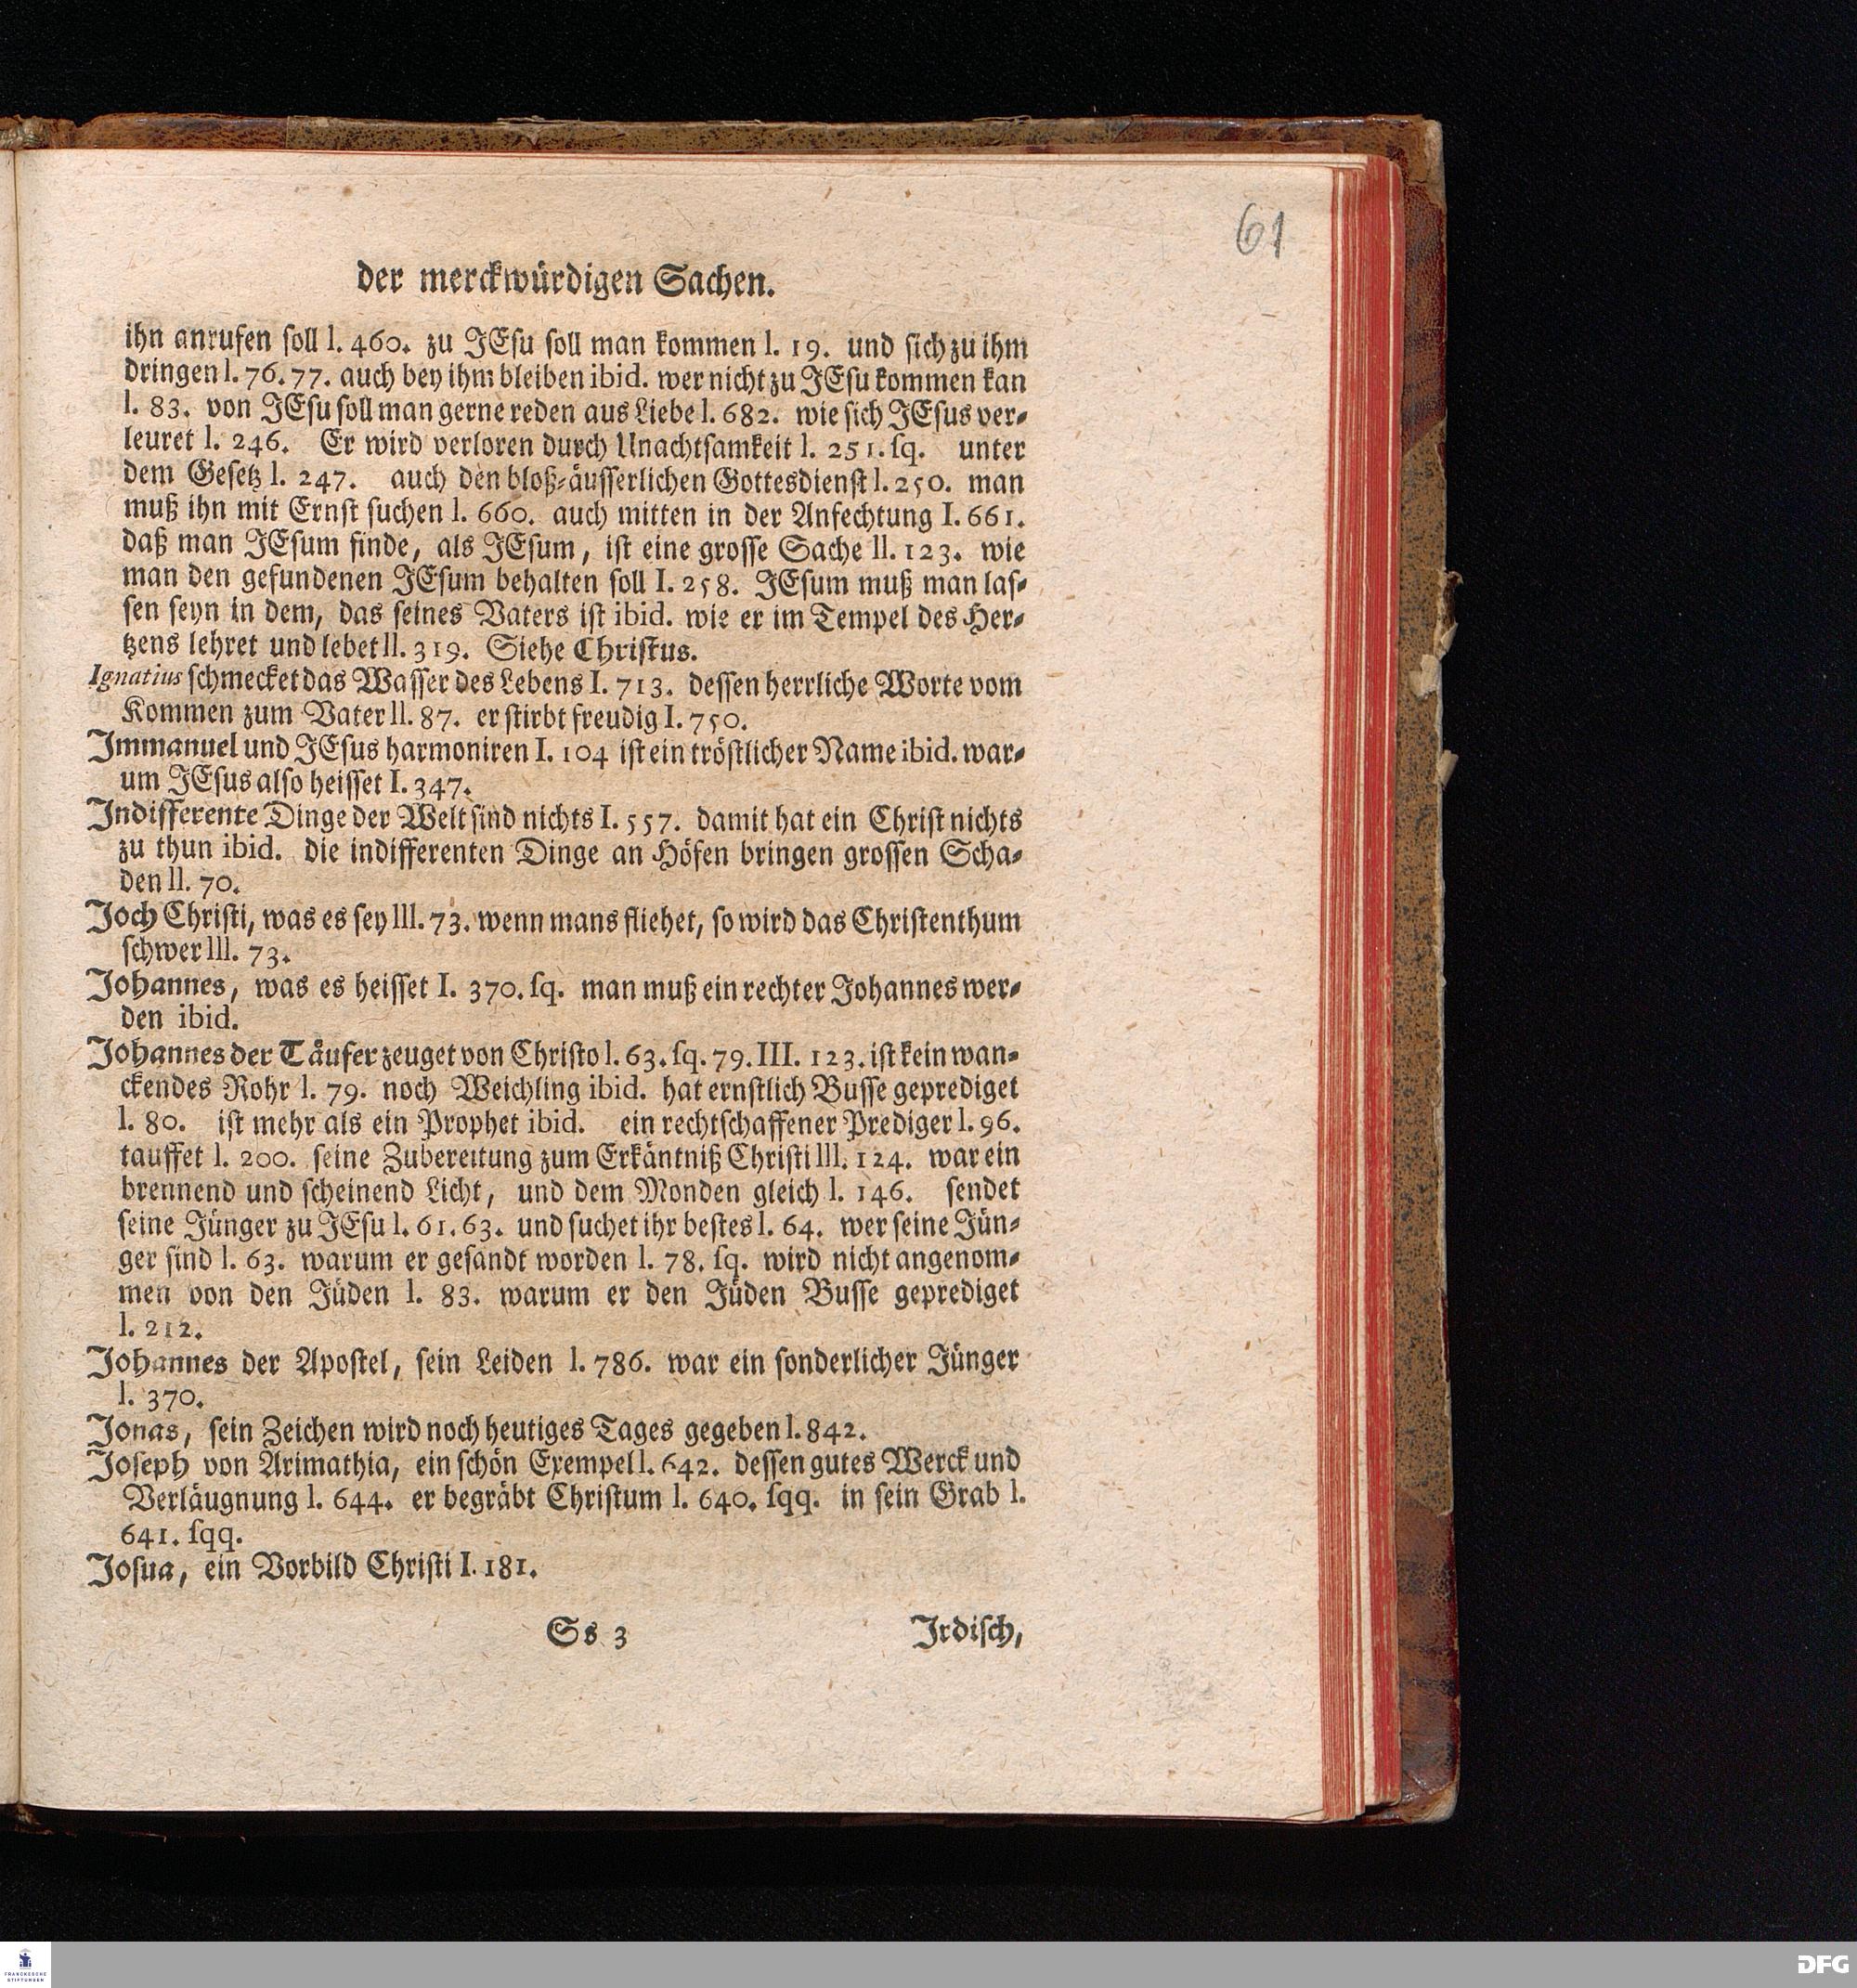 61
der merckwürdigen Sachen.
ihn anrufen soll l. 460. zu JEsu soll man kommen l. 19. und sich zu ihm
dringen l. 76. 77. auch bey ihm bleiben ibid. wer nicht zu JEsu kommen kan
l. 83. von JEsu soll man gerne reden aus Liebe l. 682. wie sich JEsus ver-
leuret l. 246. Er wird verloren durch Unachtsamkeit l. 251. sq. unter
dem Gesetz l. 247. auch den bloß-äusserlichen Gottesdienst l. 250. man
muß ihn mit Ernst suchen l. 660. auch mitten in der Anfechtung I. 661.
daß man JEsum finde, als JEsum, ist eine grosse Sache ll. 123. wie
man den gefundenen JEsum behalten soll I. 258. JEsum muß man las-
sen seyn in dem, das seines Vaters ist ibid. wie er im Tempel des Her-
tzens lehret und lebet ll. 319. Siehe Christus.
Ignatius schmecket das Wasser des Lebens I. 713. dessen herrliche Worte vom
Kommen zum Vater ll. 87. er stirbt freudig I. 750.
Immanuel und JEsus harmoniren I. 104 ist ein tröstlicher Name ibid. war-
um JEsus also heisset I. 347.
Indifferente Dinge der Welt sind nichts I. 557. damit hat ein Christ nichts
zu thun ibid. die indifferenten Dinge an Höfen bringen grossen Scha-
den ll. 70.
Joch Christi, was es sey lll. 73. wenn mans fliehet, so wird das Christenthum
schwer lll. 73.
Johannes, was es heisset I. 370. sq. man muß ein rechter Johannes wer-
den ibid.
Johannes der Täufer zeuget von Christo l. 63. sq. 79. III. 123. ist kein wan-
ckendes Rohr l. 79. noch Weichling ibid. hat ernstlich Busse geprediget
l. 80. ist mehr als ein Prophet ibid. ein rechtschaffener Prediger l. 96.
tauffet l. 200. seine Zubereitung zum Erkäntniß Christi lll. 124. war ein
brennend und scheinend Licht, und dem Monden gleich l. 146. sendet
seine Jünger zu JEsu l. 61. 63. und suchet ihr bestes l. 64. wer seine Jün-
ger sind l. 63. warum er gesandt worden l. 78. sq. wird nicht angenom-
men von den Jüden l. 83. warum er den Jüden Busse geprediget
l. 212.
Johannes der Apostel, sein Leiden l. 786. war ein sonderlicher Jünger
l. 370.
Jonas, sein Zeichen wird noch heutiges Tages gegeben l. 842.
Joseph von Arimathia, ein schön Exempel l. 642. dessen gutes Werck und
Verläugnung l. 644. er begräbt Christum l. 640. sqq. in sein Grab l.
641. sqq.
Josua, ein Vorbild Christi I. 181.
Ss 3 Irdisch,
FRANCKESCHE
STIFTUNGEN
DFG